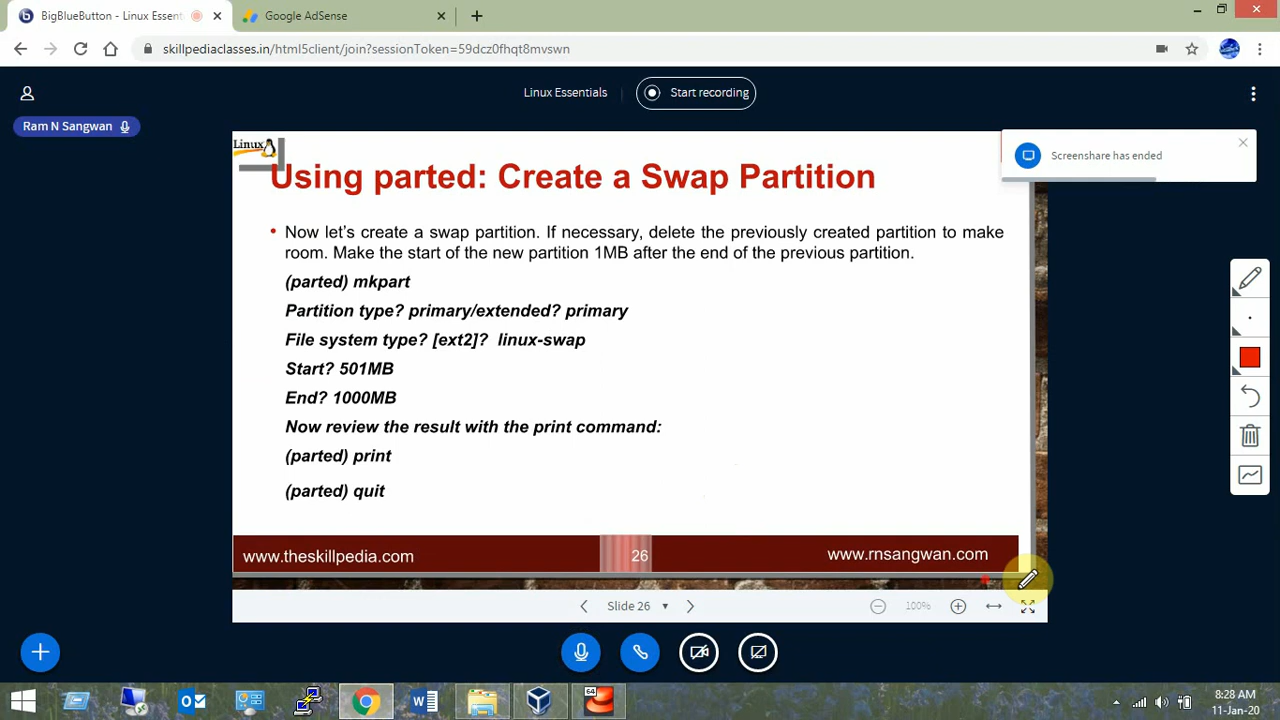 BigBlueButton - Linux Essent
Google AdSense
skillpediaclasses.in/html5client/join?sessionToken=59dcz0fhqt8mvswn
Linux Essentials
Start recording
Ram N Sangwan
Screenshare has ended
Linux
Using parted: Create a Swap Partition
• Now let's create a swap partition. If necessary, delete the previously created partition to make
room. Make the start of the new partition 1MB after the end of the previous partition.
(parted) mkpart
Partition type? primary/extended? primary
File system type? [ext2]? linux-swap
Start? 501MB
End? 1000MB
Now review the result with the print command:
(parted) print
(parted) quit
www.theskillpedia.com
26
www.rnsangwan.com
Slide 26
100%
64
8:28 AM
11-Jan-20